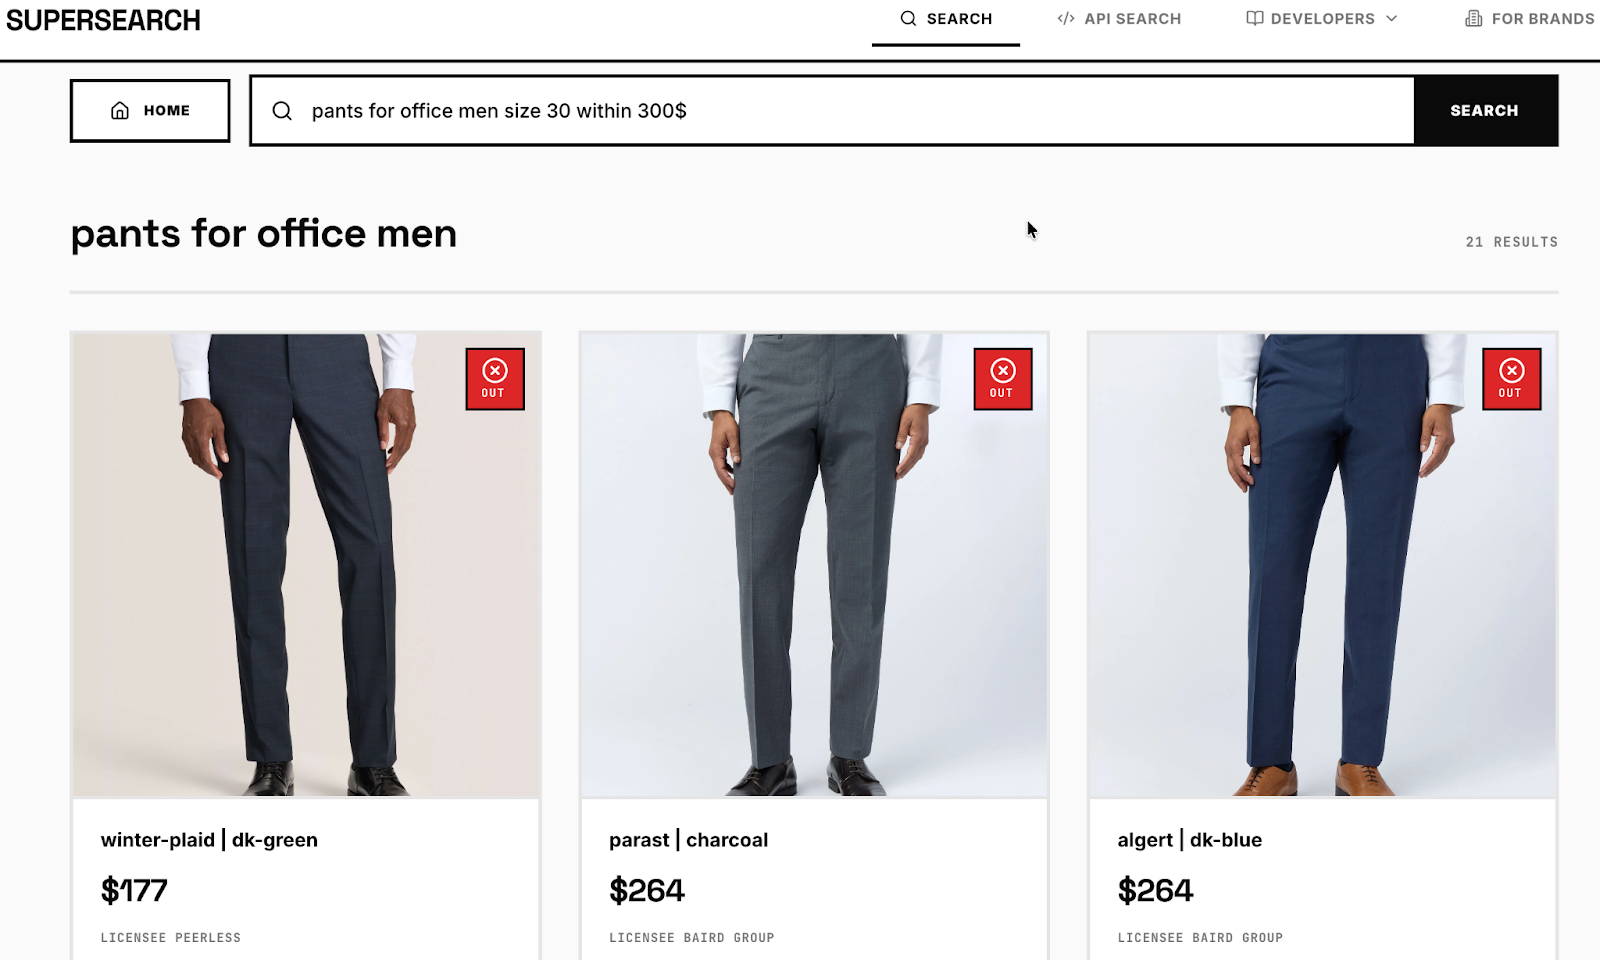 SUPERSEARCH
SEARCH
API SEARCH
DEVELOPERS
FOR BRANDS
HOME
pants for office men size 30 within 300$
SEARCH
pants for office men
21 RESULTS
OUT
OUT
OUT
winter-plaid | dk-green
$177
LICENSEE PEERLESS
parast | charcoal
$264
LICENSEE BAIRD GROUP
algert | dk-blue
$264
LICENSEE BAIRD GROUP